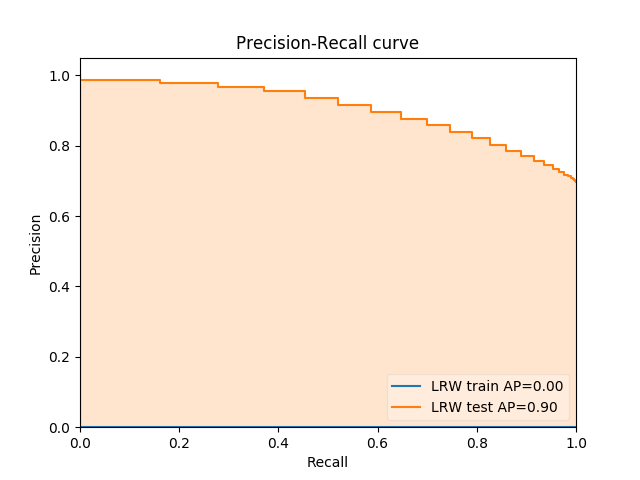 Precision-Recall curve
1.0
0.8
0.6
0.4
0.2
0.0
Precision
0.0 0.2 0.4 0.6 0.8 1.0
Recall
LRW train AP=0.00
LRW test AP=0.90